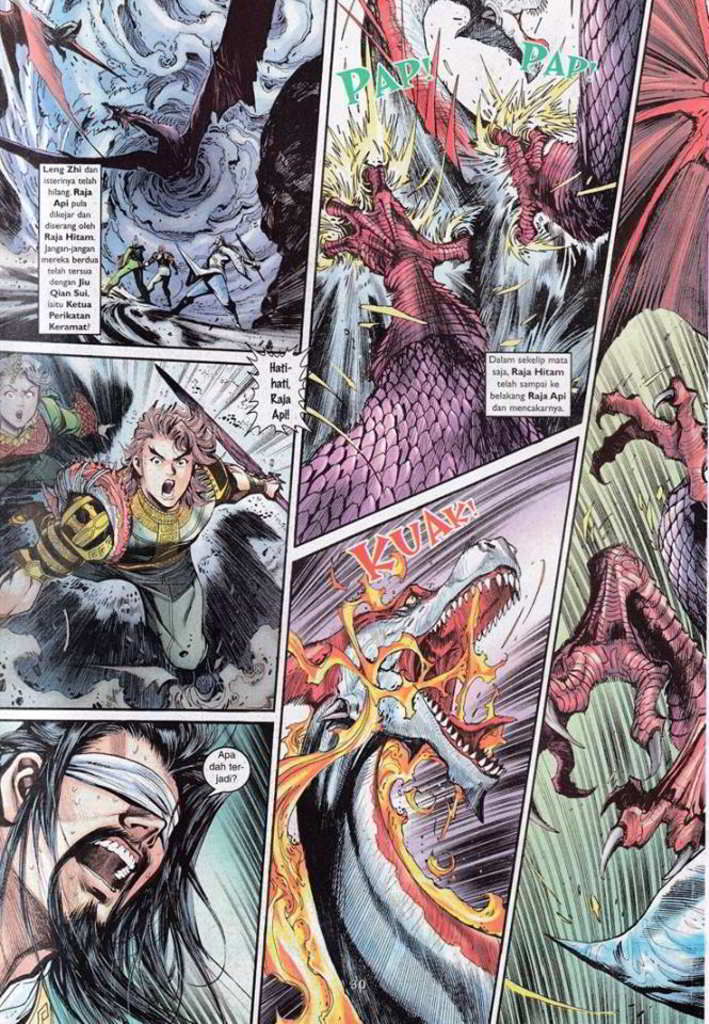 Leng Zhi dan
isterinya telah
hilang. Raja
Api pula
dikejar dan
diserang oleh
Raja Hitam.
Jangan-jangan
mereka berdua
telah tersua
dengan Jiu
Qian Sui,
iaitu Ketua
Perikatan
Keramat?
PAP!
PAP!
Dalam sekelip mata
saja, Raja Hitam
telah sampai ke
belakang Raja Api
dan mencakarnya.
Hati-
hati,
Raja
Api!
KUAK!
Apa
dah ter-
jadi?
30